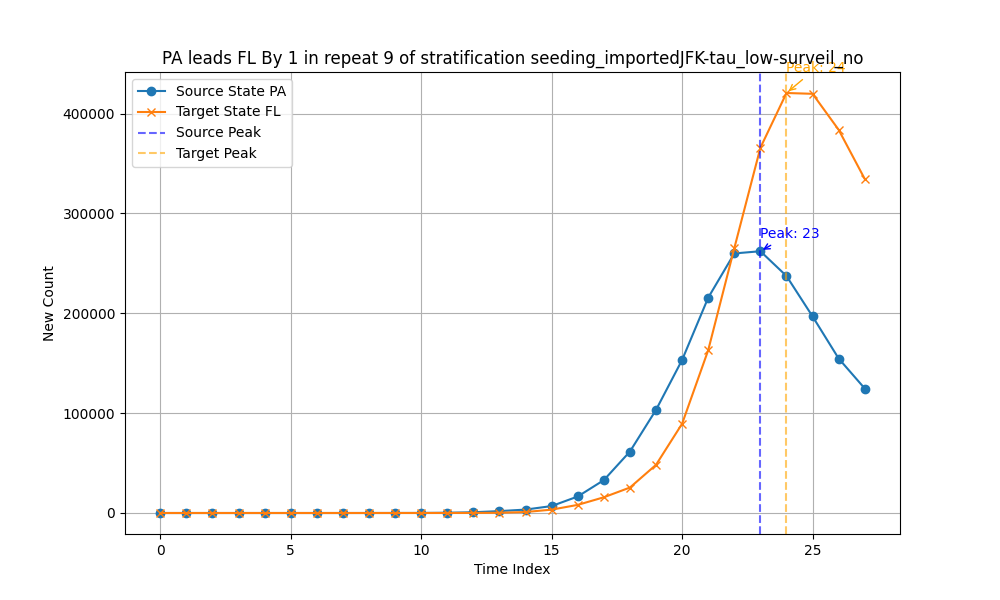 PA leads FL By 1 in repeat 9 of stratification seeding_importedJFK-tau_low-surveil_no
Peak: 24
Source State PA
Target State FL
Source Peak
Target Peak
Peak: 23
New Count
400000
300000
200000
100000
0
0 5 10 15 20 25
Time Index